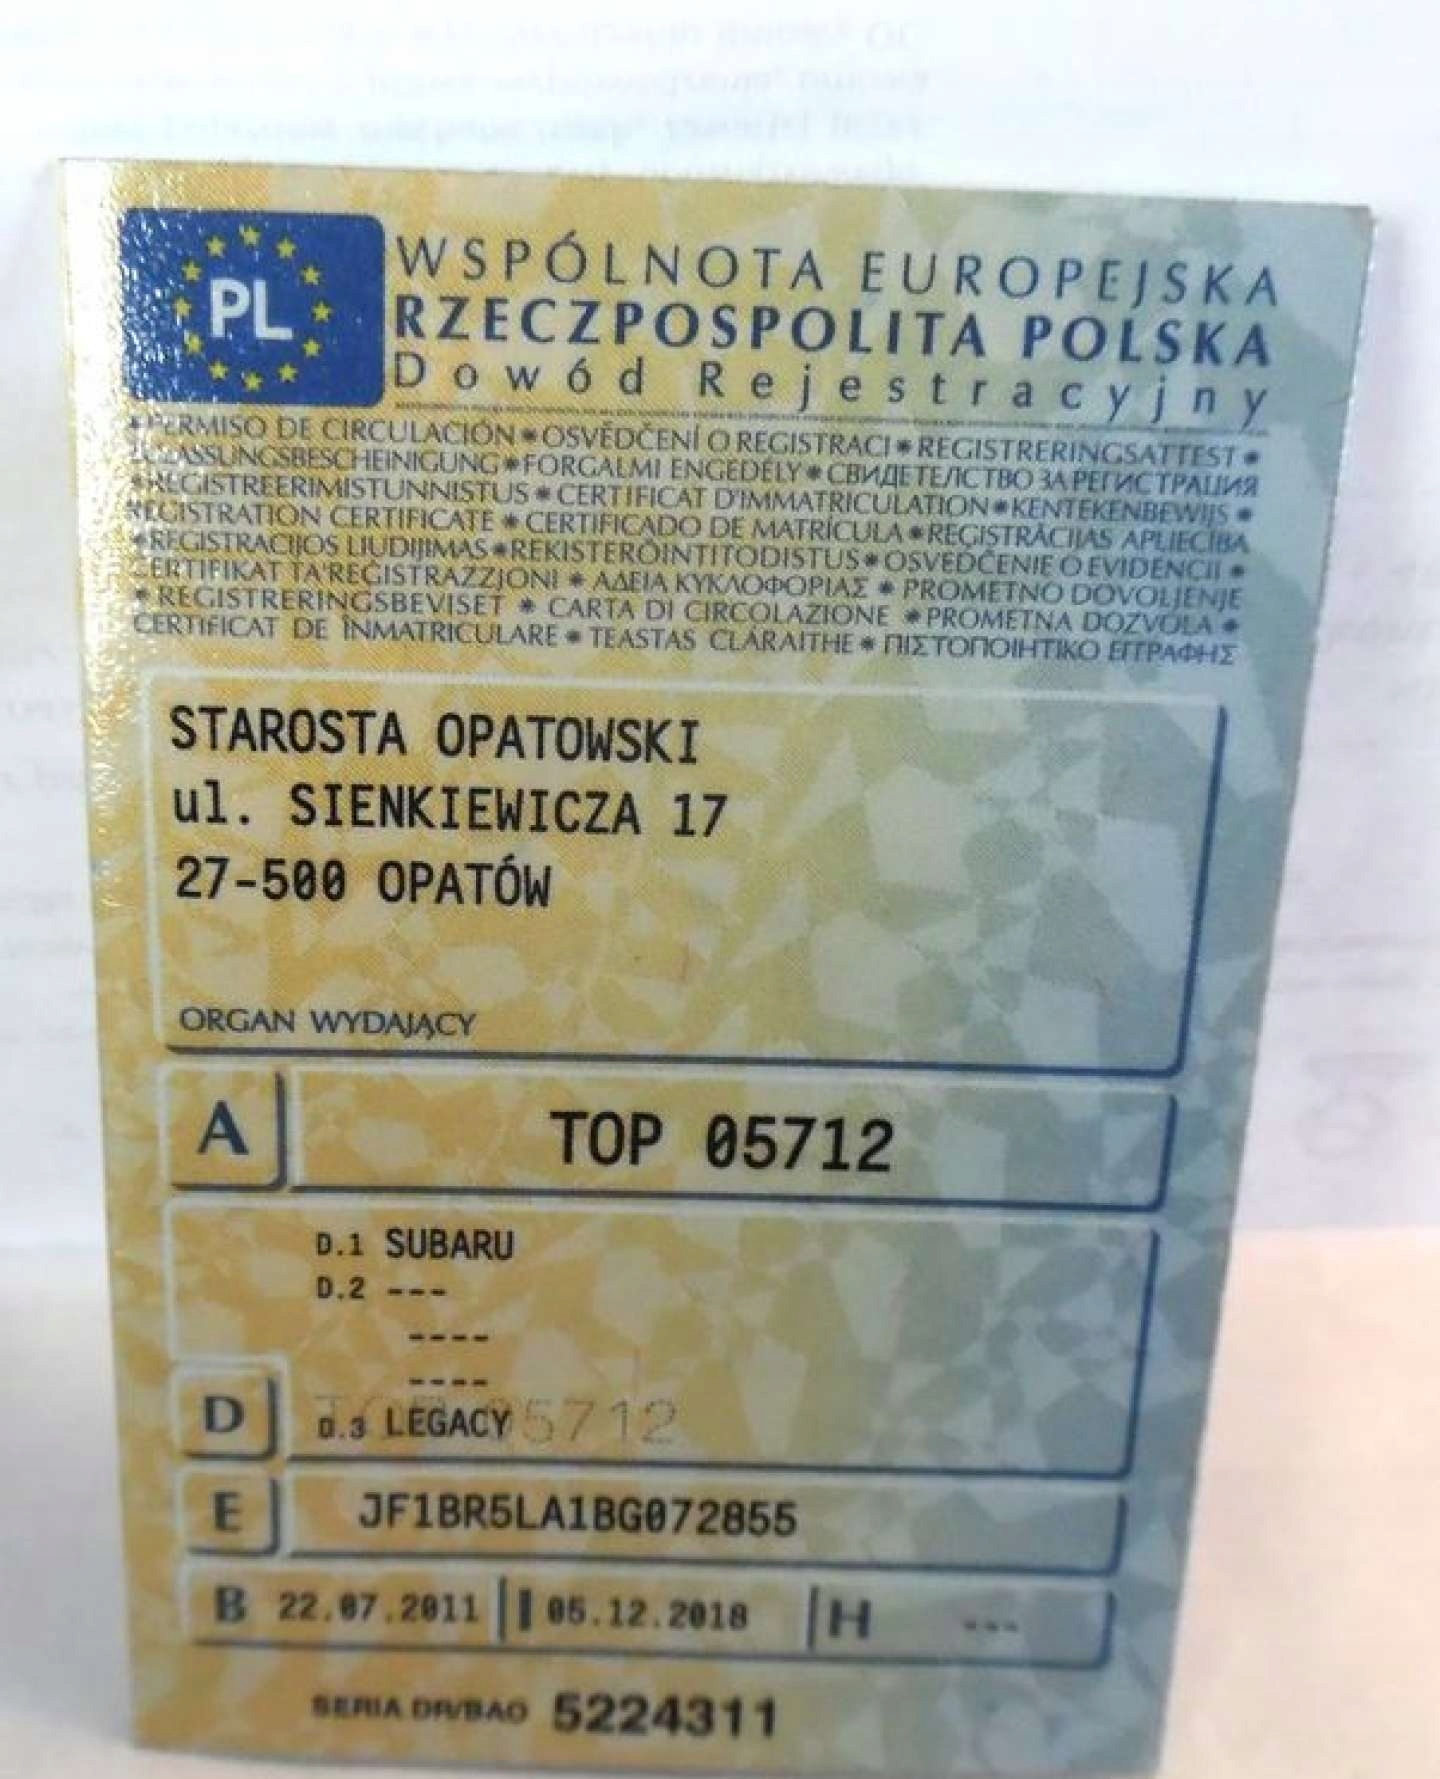 PL
WSPÓLNOTA EUROPEJSKA
RZECZPOSPOLITA POLSKA
Dowód Rejestracyjny
*PERMISO DE CIRCULACIÓN * OSVĚDČENÍ O REGISTRACI * REGISTRERINGSATTEST *
ZULASSUNGSBESCHEINIGUNG * FORGALMI ENGEDÉLY * СВИДЕТЕЛСТВО ЗА РЕГИСТРАЦИЯ
* REGISTREERIMISTUNNISTUS * CERTIFICAT D'IMMATRICULATION * KENTEKENBEWIJS *
REGISTRATION CERTIFICATE * CERTIFICADO DE MATRÍCULA * REĢISTRĀCIJAS APLIECĪBA
* REGISTRACIJOS LIUDIJIMAS * REKISTERÖINTITODISTUS * OSVEDČENIE O EVIDENCII *
ĊERTIFIKAT TA'REĠISTRAZZJONI * ΑΔΕΙΑ ΚΥΚΛΟΦΟΡΙΑΣ * PROMETNO DOVOLJENJE
* REGISTRERINGSBEVISET * CARTA DI CIRCOLAZIONE * PROMETNA DOZVOLA *
CERTIFICAT DE ÎNMATRICULARE * TEASTAS CLÁRAITHE * ΠΙΣΤΟΠΟΙΗΤΙΚΟ ΕΓΓΡΑΦΗΣ
STAROSTA OPATOWSKI
ul. SIENKIEWICZA 17
27-500 OPATÓW
ORGAN WYDAJĄCY
A TOP 05712
D.1 SUBARU
D.2 ---
----
----
D D.3 LEGACY
TOP 05712
E JF1BR5LA1BG072855
B 22.07.2011 I 05.12.2018 H ---
SERIA DR/BAO 5224311